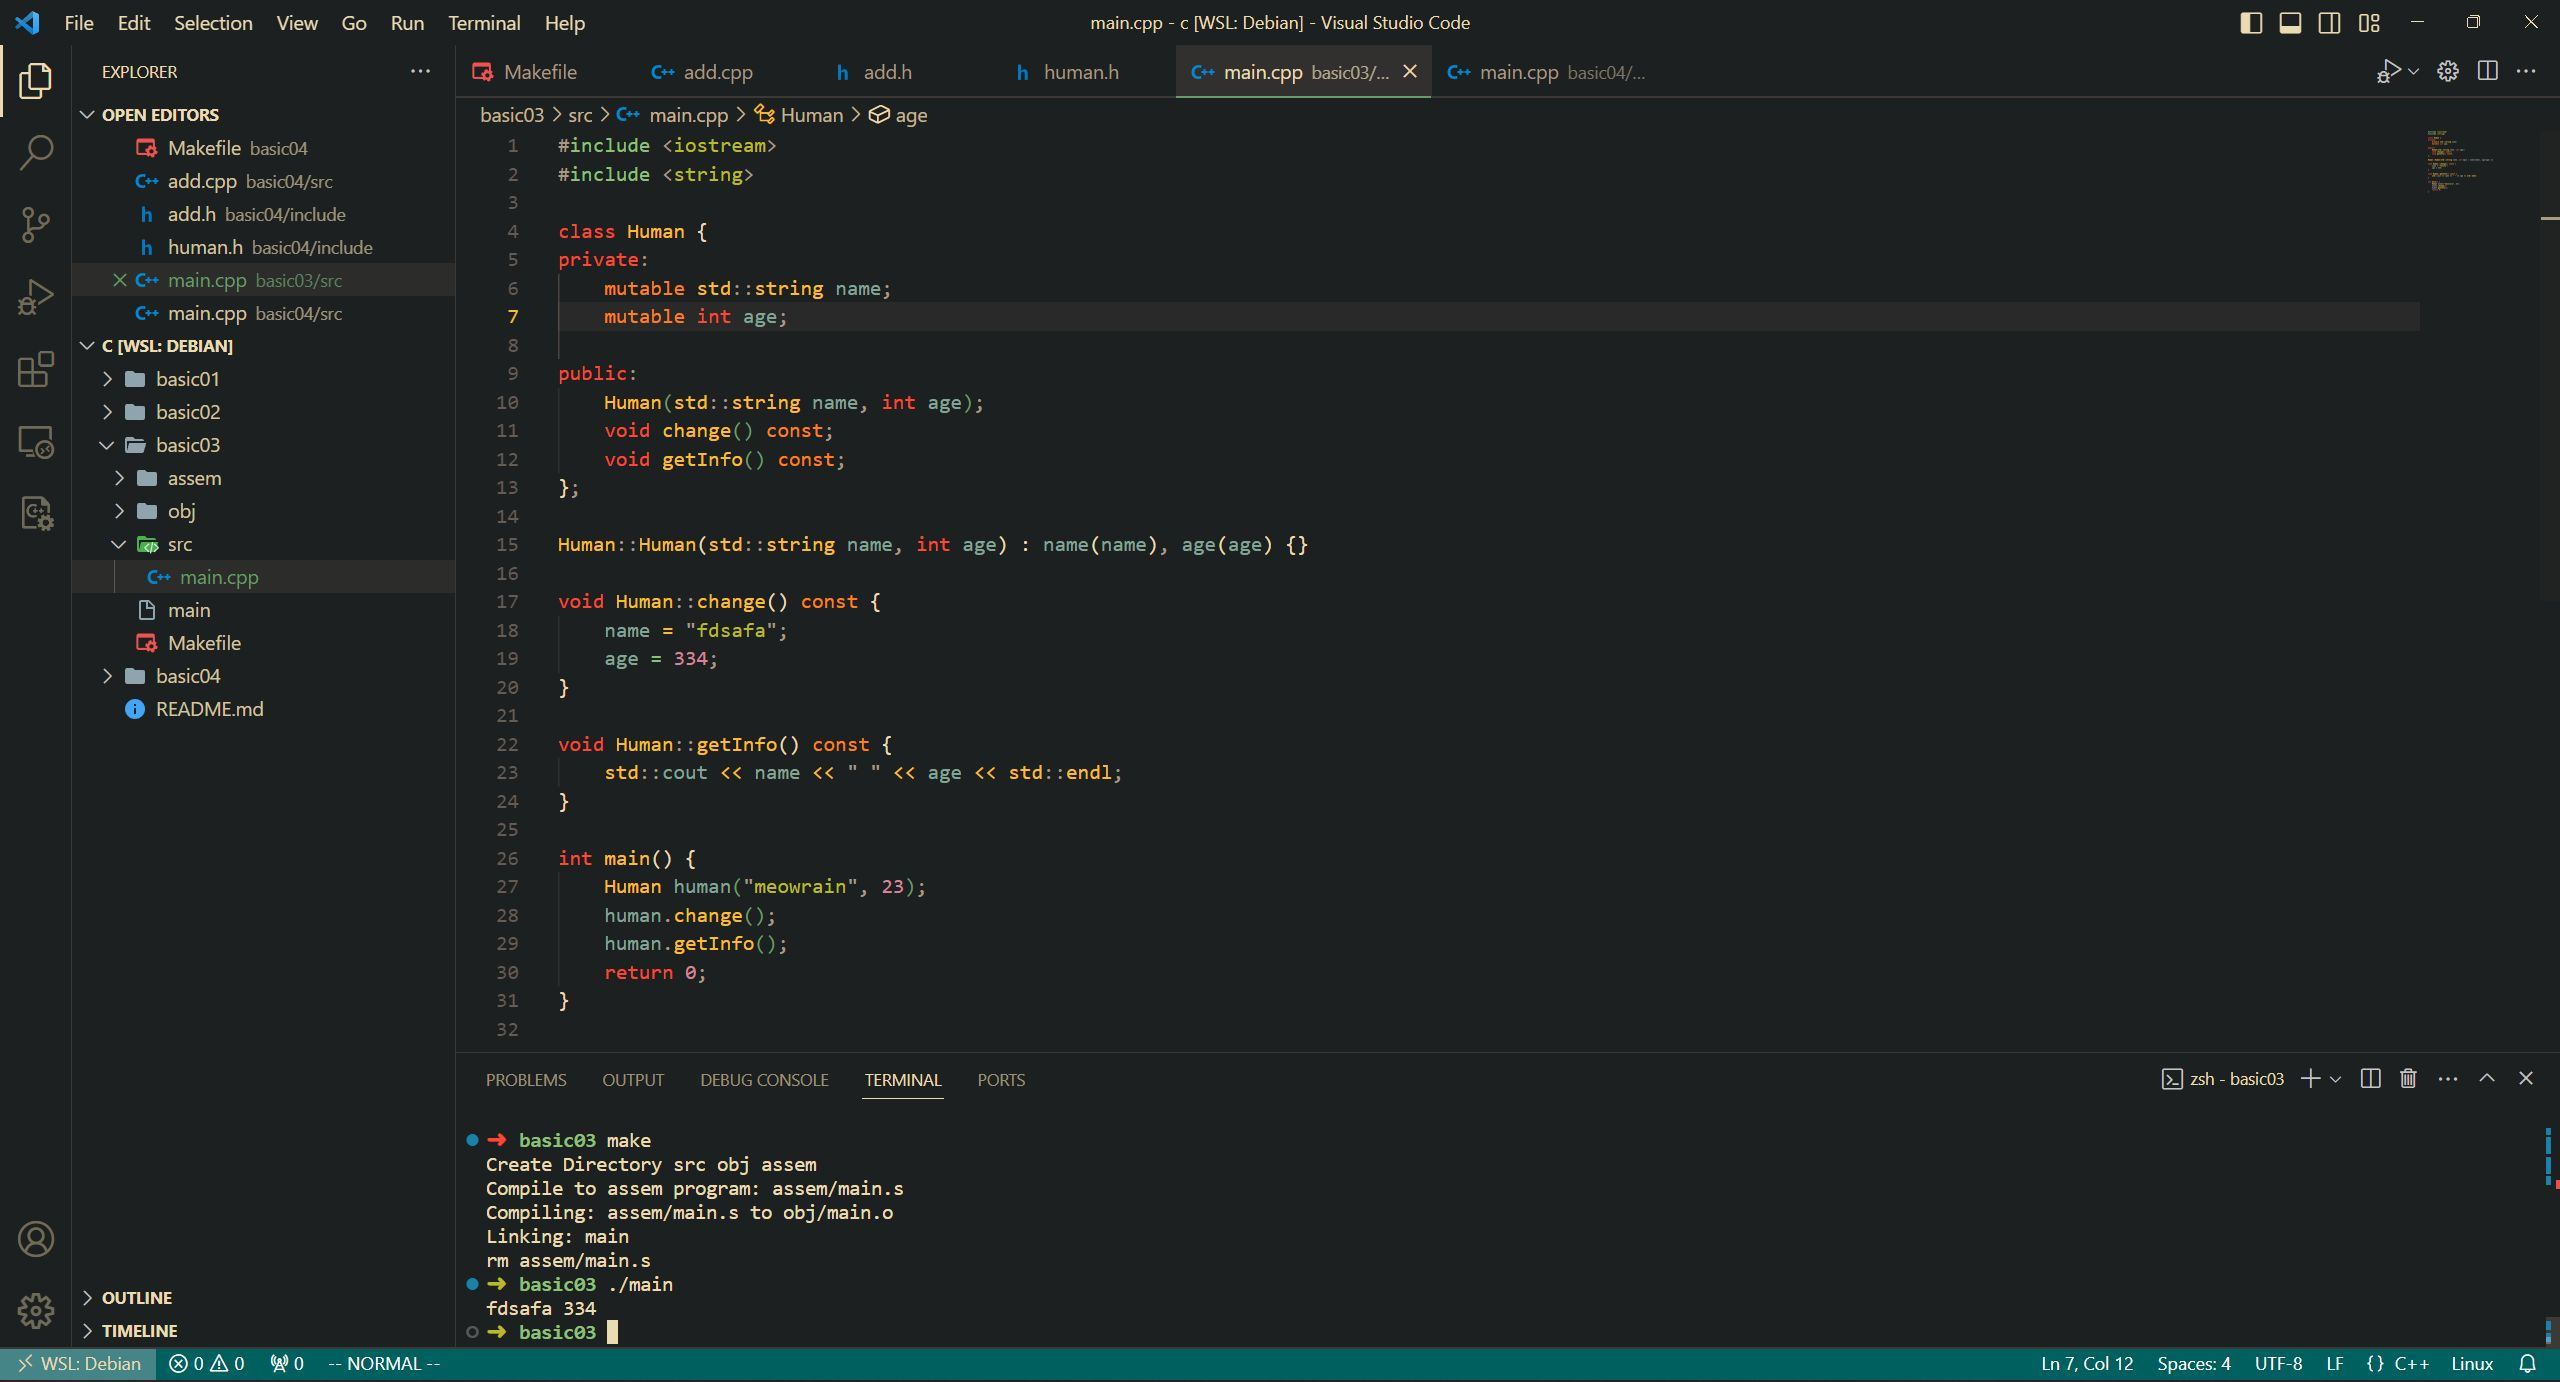 File Edit Selection View Go Run Terminal Help
main.cpp - c [WSL: Debian] - Visual Studio Code
EXPLORER
OPEN EDITORS
Makefile basic04
add.cpp basic04/src
add.h basic04/include
human.h basic04/include
main.cpp basic03/src
main.cpp basic04/src
C [WSL: DEBIAN]
basic01
basic02
basic03
assem
obj
src
main.cpp
main
Makefile
basic04
README.md
OUTLINE
TIMELINE
Makefile
add.cpp
add.h
human.h
main.cpp basic03/...
main.cpp basic04/...
basic03 > src > main.cpp > Human > age
1 #include <iostream>
2 #include <string>
3
4 class Human {
5 private:
6     mutable std::string name;
7     mutable int age;
8
9 public:
10     Human(std::string name, int age);
11     void change() const;
12     void getInfo() const;
13 };
14
15 Human::Human(std::string name, int age) : name(name), age(age) {}
16
17 void Human::change() const {
18     name = "fdsafa";
19     age = 334;
20 }
21
22 void Human::getInfo() const {
23     std::cout << name << " " << age << std::endl;
24 }
25
26 int main() {
27     Human human("meowrain", 23);
28     human.change();
29     human.getInfo();
30     return 0;
31 }
32
PROBLEMS OUTPUT DEBUG CONSOLE TERMINAL PORTS
zsh - basic03
➜ basic03 make
Create Directory src obj assem
Compile to assem program: assem/main.s
Compiling: assem/main.s to obj/main.o
Linking: main
rm assem/main.s
➜ basic03 ./main
fdsafa 334
➜ basic03
WSL: Debian 0 0 0 -- NORMAL --
Ln 7, Col 12 Spaces: 4 UTF-8 LF {} C++ Linux